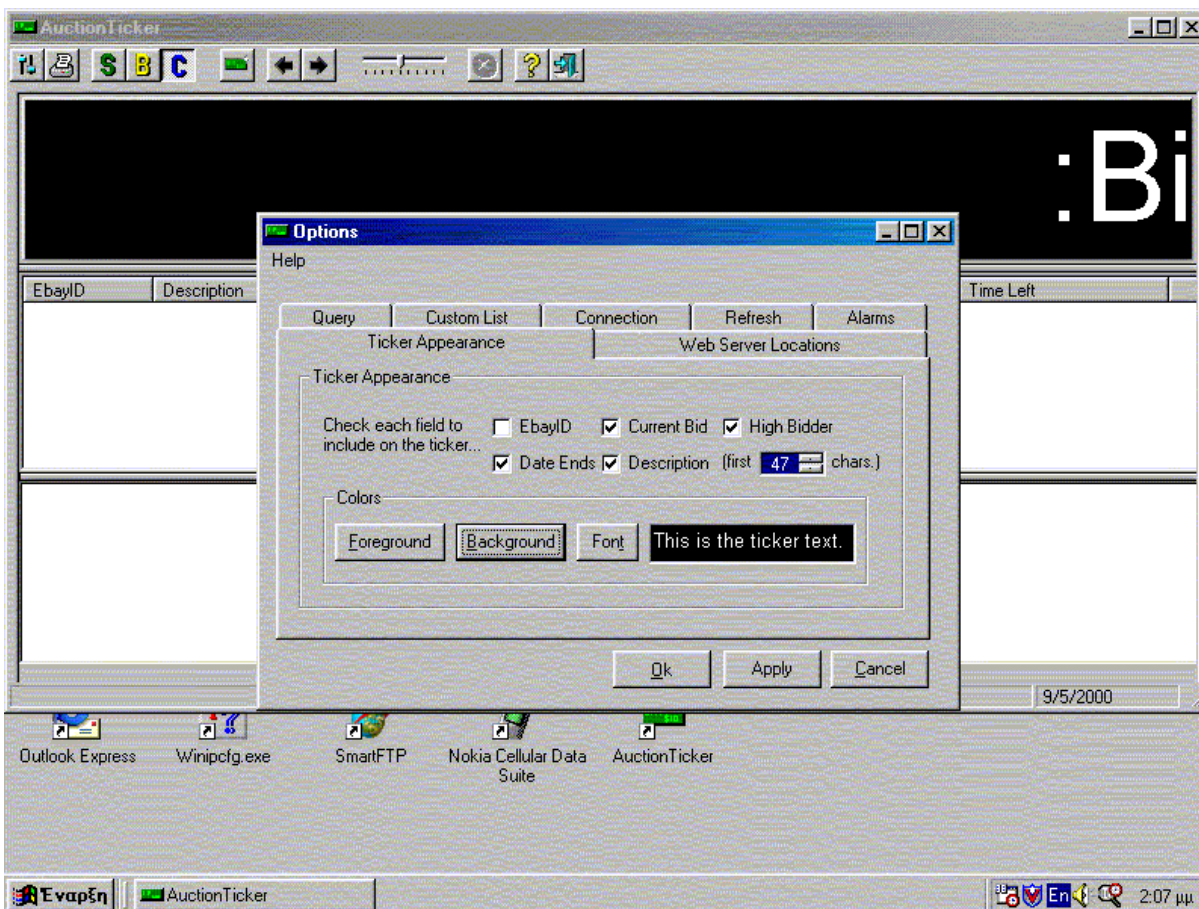 AuctionTicker
S B C
:Bi
Options
Help
EbayID Description Time Left
Query Custom List Connection Refresh Alarms
Ticker Appearance Web Server Locations
Ticker Appearance
Check each field to
include on the ticker...
EbayID Current Bid High Bidder
Date Ends Description (first 47 chars.)
Colors
Foreground Background Font This is the ticker text.
Ok Apply Cancel
9/5/2000
Outlook Express Winipcfg.exe SmartFTP Nokia Cellular Data AuctionTicker
Suite
Έναρξη AuctionTicker En 2:07 μμ